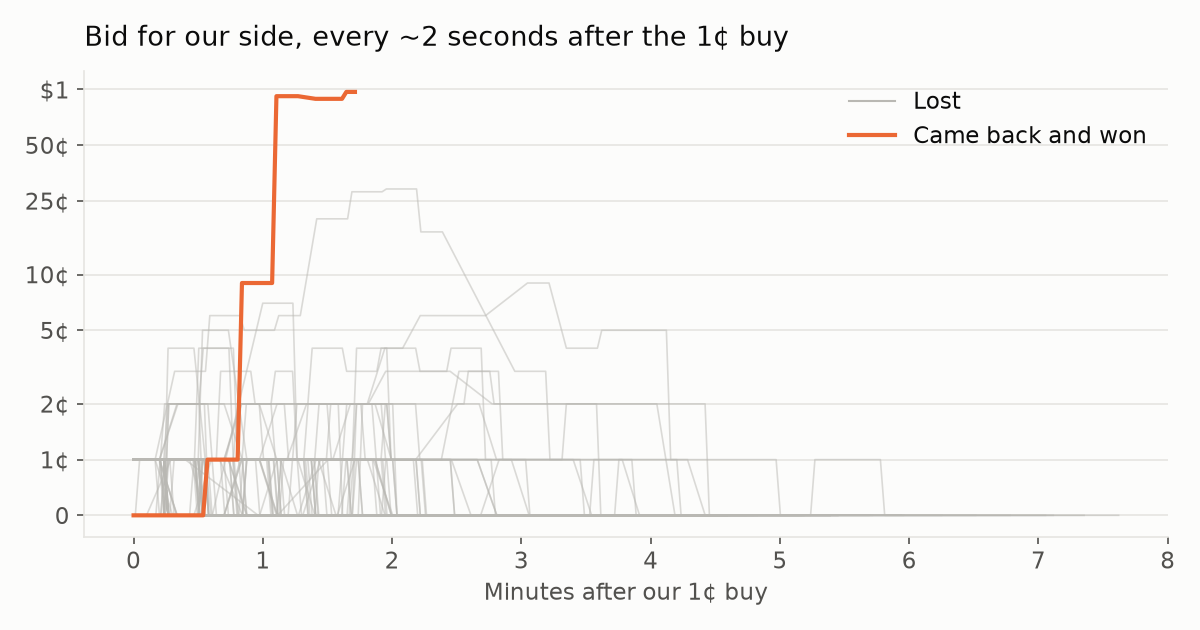 Bid for our side, every ~2 seconds after the 1¢ buy
$1
50¢
25¢
10¢
5¢
2¢
1¢
0
Lost
Came back and won
0 1 2 3 4 5 6 7 8
Minutes after our 1¢ buy